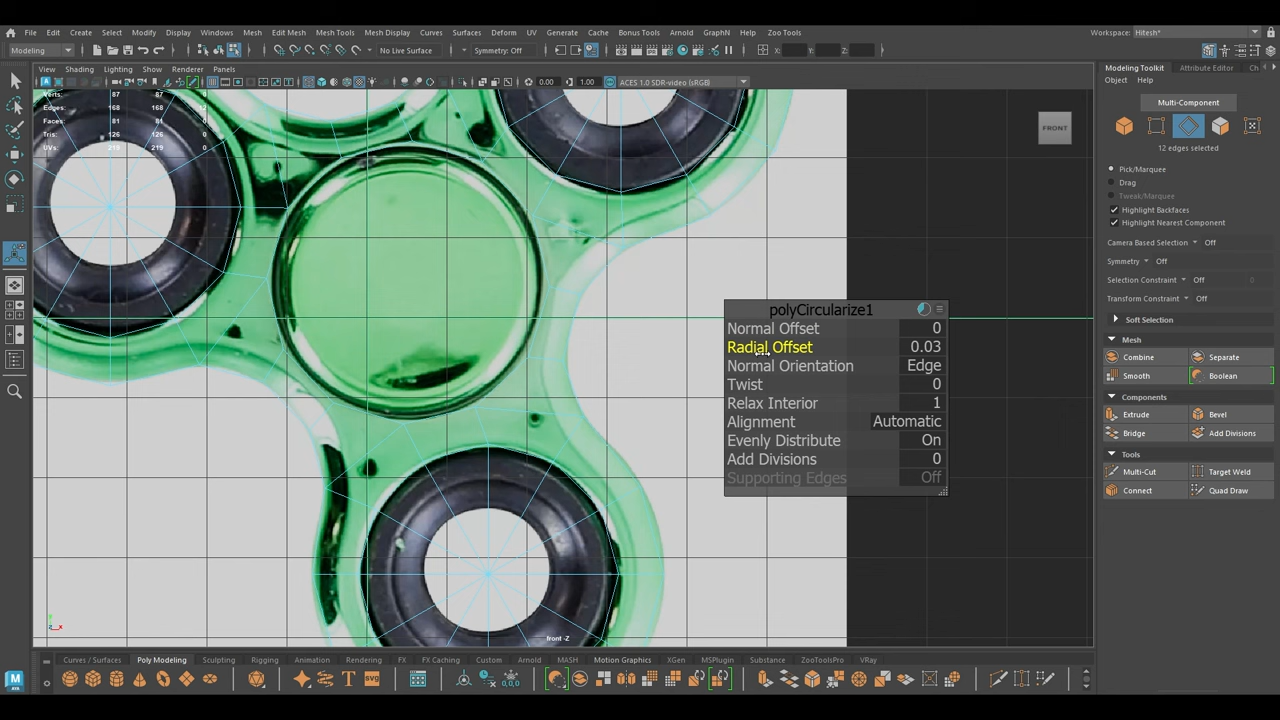 File Edit Create Select Modify Display Windows Mesh Edit Mesh Mesh Tools Mesh Display Curves Surfaces Deform UV Generate Cache Bonus Tools Arnold GraphN Help Zoo Tools Workspace: Hitesh*
Modeling No Live Surface Symmetry: Off X: Y: Z:
View Shading Lighting Show Renderer Panels Modeling Toolkit Attribute Editor Ch
0.00 1.00 ACES 1.0 SDR-video (sRGB) Object Help
Verts: 87 87 0
Edges: 168 168 12
Faces: 81 81 0
Tris: 126 126 0
UVs: 219 219 0
FRONT
Multi-Component
12 edges selected
Pick/Marquee
Drag
Tweak/Marquee
Highlight Backfaces
Highlight Nearest Component
Camera Based Selection Off
Symmetry Off
Selection Constraint Off
Transform Constraint Off
Soft Selection
Mesh
Combine Separate
Smooth Boolean
Components
Extrude Bevel
Bridge Add Divisions
Tools
Multi-Cut Target Weld
Connect Quad Draw
polyCircularize1
Normal Offset 0
Radial Offset 0.03
Normal Orientation Edge
Twist 0
Relax Interior 1
Alignment Automatic
Evenly Distribute On
Add Divisions 0
Supporting Edges Off
front -Z
Curves / Surfaces Poly Modeling Sculpting Rigging Animation Rendering FX FX Caching Custom Arnold MASH Motion Graphics XGen MSPlugin Substance ZooToolsPro VRay
T SVG 0,0,0
M